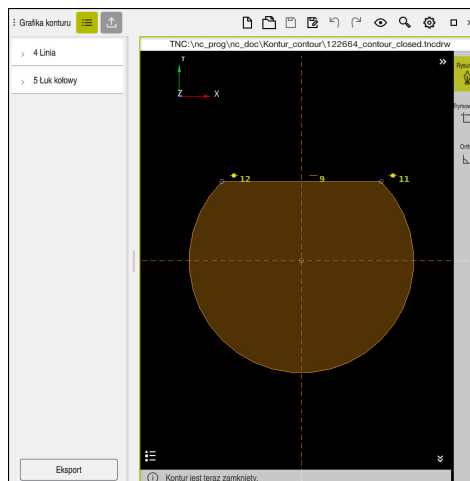 Grafika konturu
TNC:\nc_prog\nc_doc\Kontur_contour\122664_contour_closed.tncdrw
4 Linia
5 Łuk kołowy
Y
Z
X
12
9
11
Eksport
Kontur jest teraz zamknięty.